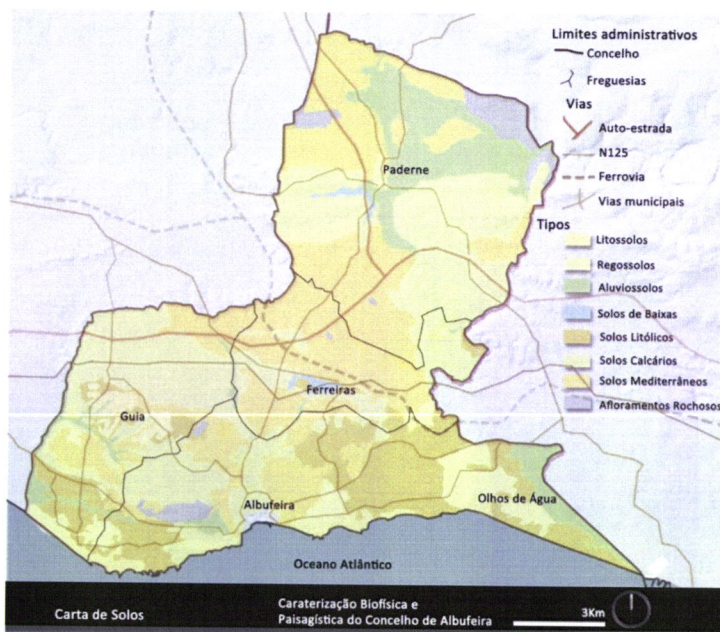 Limites administrativos
Concelho
Freguesias
Vias
Auto-estrada
N125
Ferrovia
Vias municipais
Tipos
Litossolos
Regossolos
Aluviossolos
Solos de Baixas
Solos Litólicos
Solos Calcários
Solos Mediterrâneos
Afloramentos Rochosos
Paderne
Ferreiras
Guia
Albufeira
Olhos de Água
Oceano Atlântico
Carta de Solos
Caraterização Biofísica e
Paisagística do Concelho de Albufeira
3Km